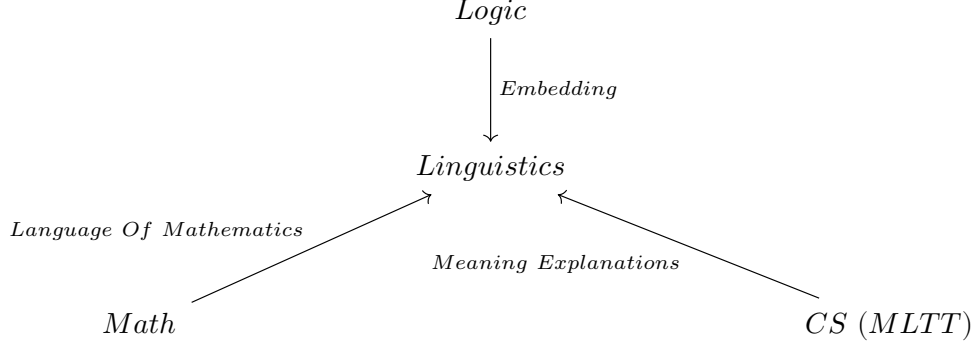 Logic
Embedding
Linguistics
Language Of Mathematics
Meaning Explanations
Math
CS (MLTT)